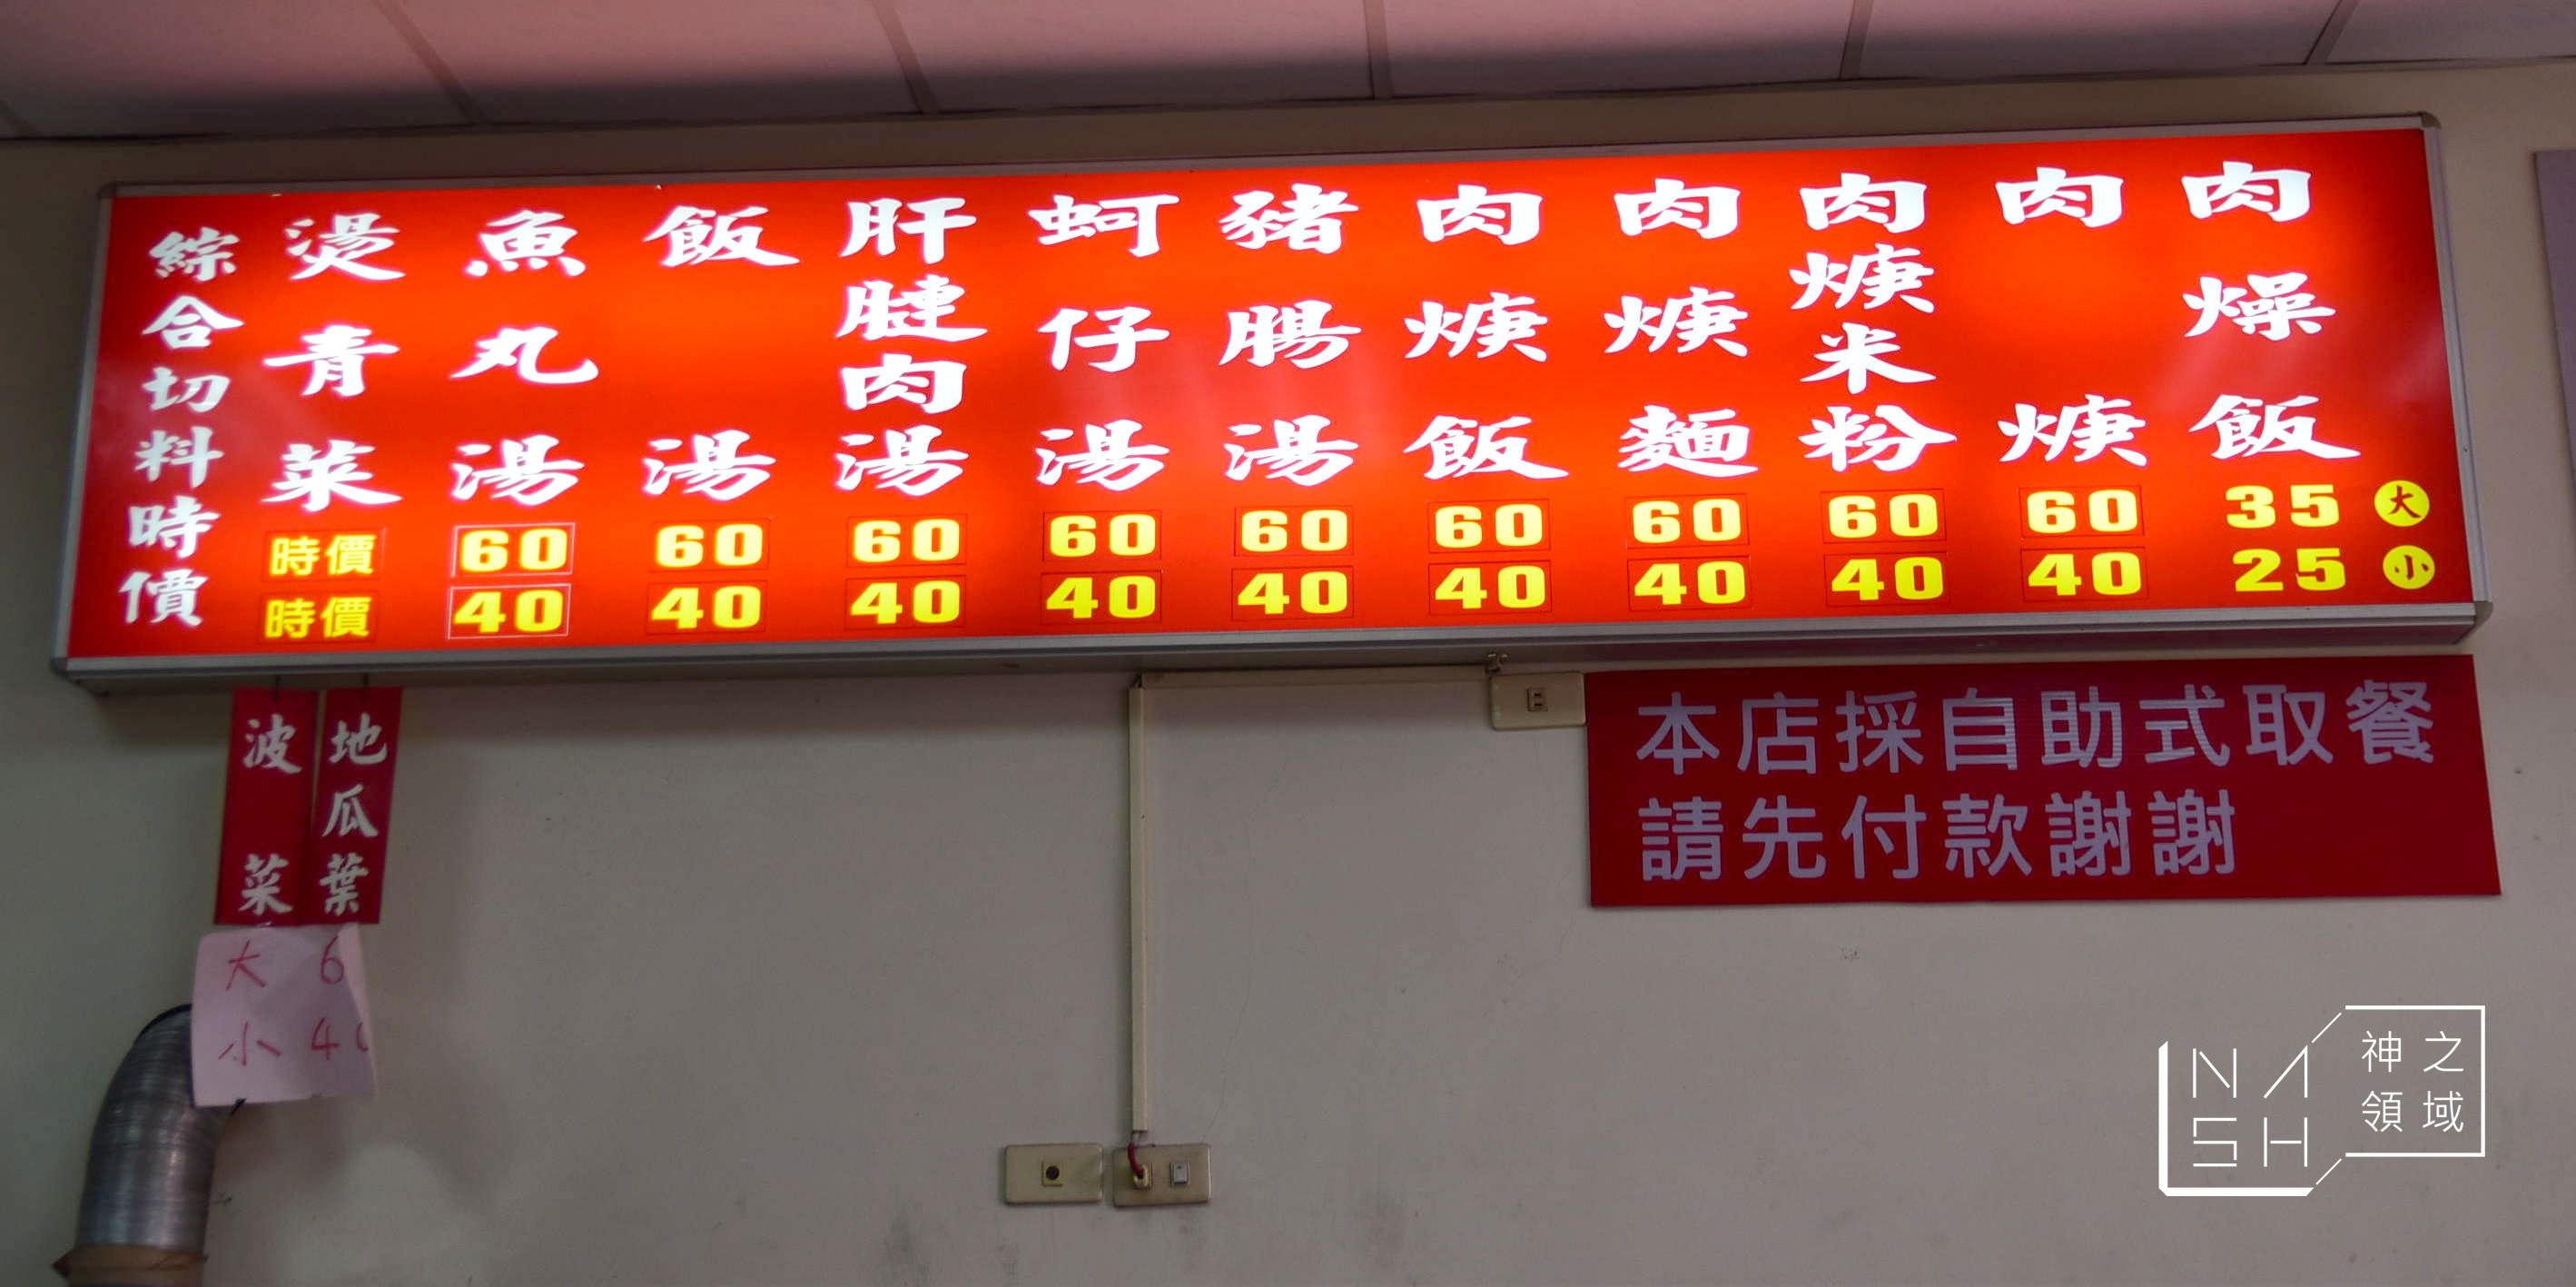 肉燥飯 35 大 25 小
肉焿 60 40
肉焿米粉 60 40
肉焿麵 60 40
肉焿飯 60 40
豬腸湯 60 40
蚵仔湯 60 40
肝腱肉湯 60 40
飯湯 60 40
魚丸湯 60 40
燙青菜 時價 時價
綜合切料時價
地瓜葉
波菜
大 6
小 4
本店採自助式取餐
請先付款謝謝
NASH
神之領域